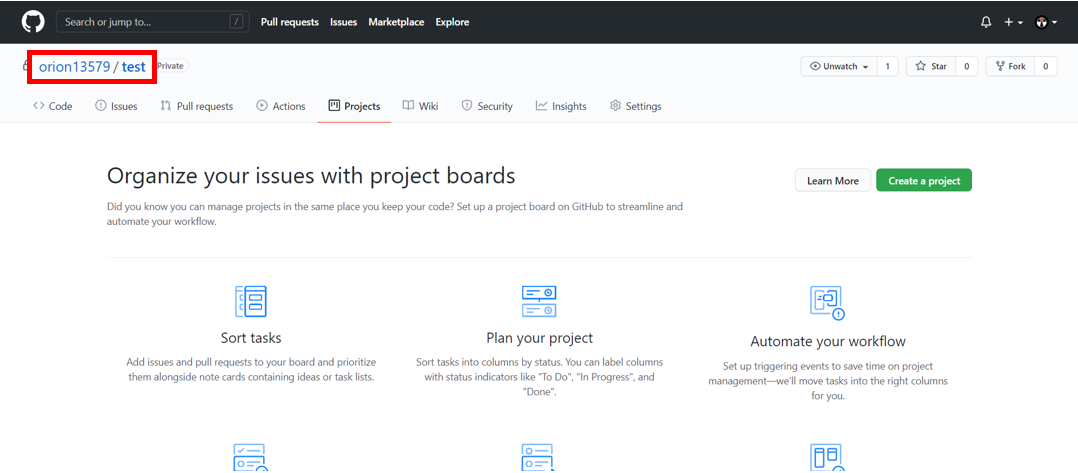 Search or jump to... /
Pull requests Issues Marketplace Explore
orion13579 / test Private
Unwatch 1 Star 0 Fork 0
Code Issues Pull requests Actions Projects Wiki Security Insights Settings
Organize your issues with project boards
Learn More Create a project
Did you know you can manage projects in the same place you keep your code? Set up a project board on GitHub to streamline and
automate your workflow.
Sort tasks
Add issues and pull requests to your board and prioritize
them alongside note cards containing ideas or task lists.
Plan your project
Sort tasks into columns by status. You can label columns
with status indicators like "To Do", "In Progress", and
"Done".
Automate your workflow
Set up triggering events to save time on project
management—we'll move tasks into the right columns
for you.